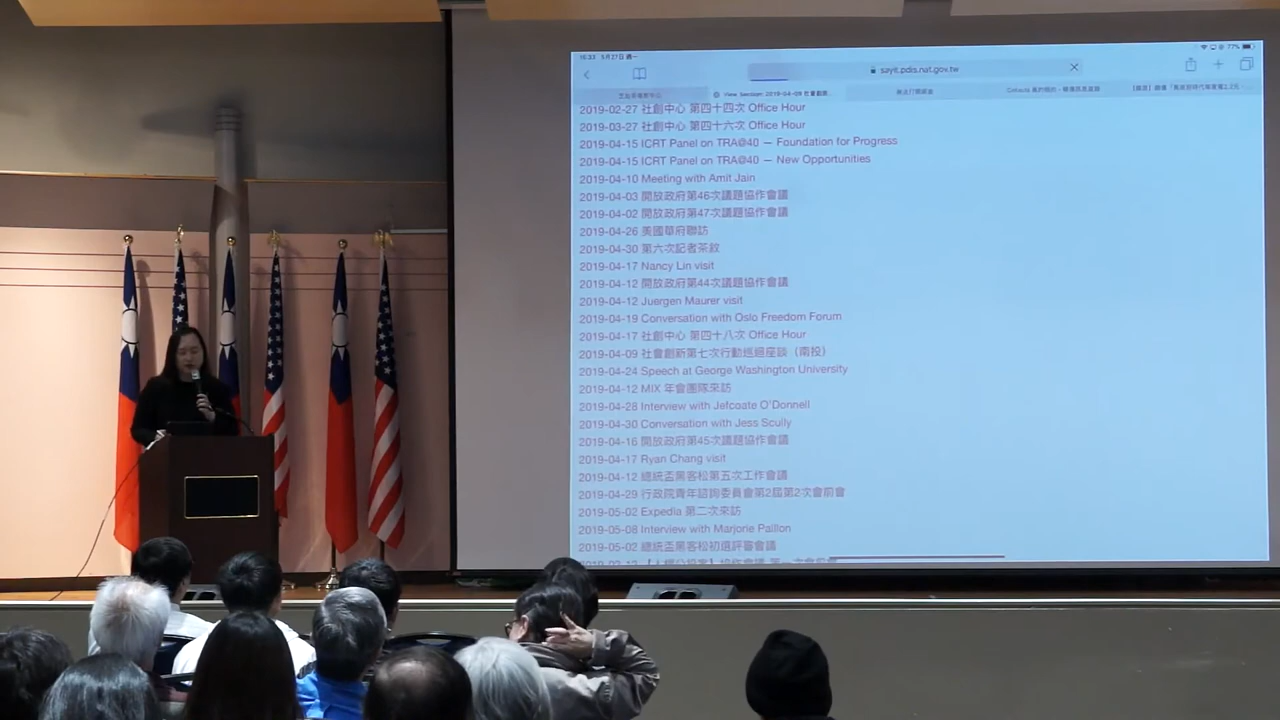 15:33 5月27日 週一
77%
sayit.pdis.nat.gov.tw
2019-02-27 社創中心 第四十四次 Office Hour
2019-03-27 社創中心 第四十六次 Office Hour
2019-04-15 ICRT Panel on TRA@40 — Foundation for Progress
2019-04-15 ICRT Panel on TRA@40 — New Opportunities
2019-04-10 Meeting with Amit Jain
2019-04-03 開放政府第46次議題協作會議
2019-04-02 開放政府第47次議題協作會議
2019-04-26 美國華府聯訪
2019-04-30 第六次記者茶敘
2019-04-17 Nancy Lin visit
2019-04-12 開放政府第44次議題協作會議
2019-04-12 Juergen Maurer visit
2019-04-19 Conversation with Oslo Freedom Forum
2019-04-17 社創中心 第四十八次 Office Hour
2019-04-09 社會創新第七次行動巡迴座談（南投）
2019-04-24 Speech at George Washington University
2019-04-12 MIX 年會團隊來訪
2019-04-28 Interview with Jefcoate O'Donnell
2019-04-30 Conversation with Jess Scully
2019-04-16 開放政府第45次議題協作會議
2019-04-17 Ryan Chang visit
2019-04-12 總統盃黑客松第五次工作會議
2019-04-29 行政院青年諮詢委員會第2屆第2次會前會
2019-05-02 Expedia 第二次來訪
2019-05-08 Interview with Marjorie Paillon
2019-05-02 總統盃黑客松初選評審會議